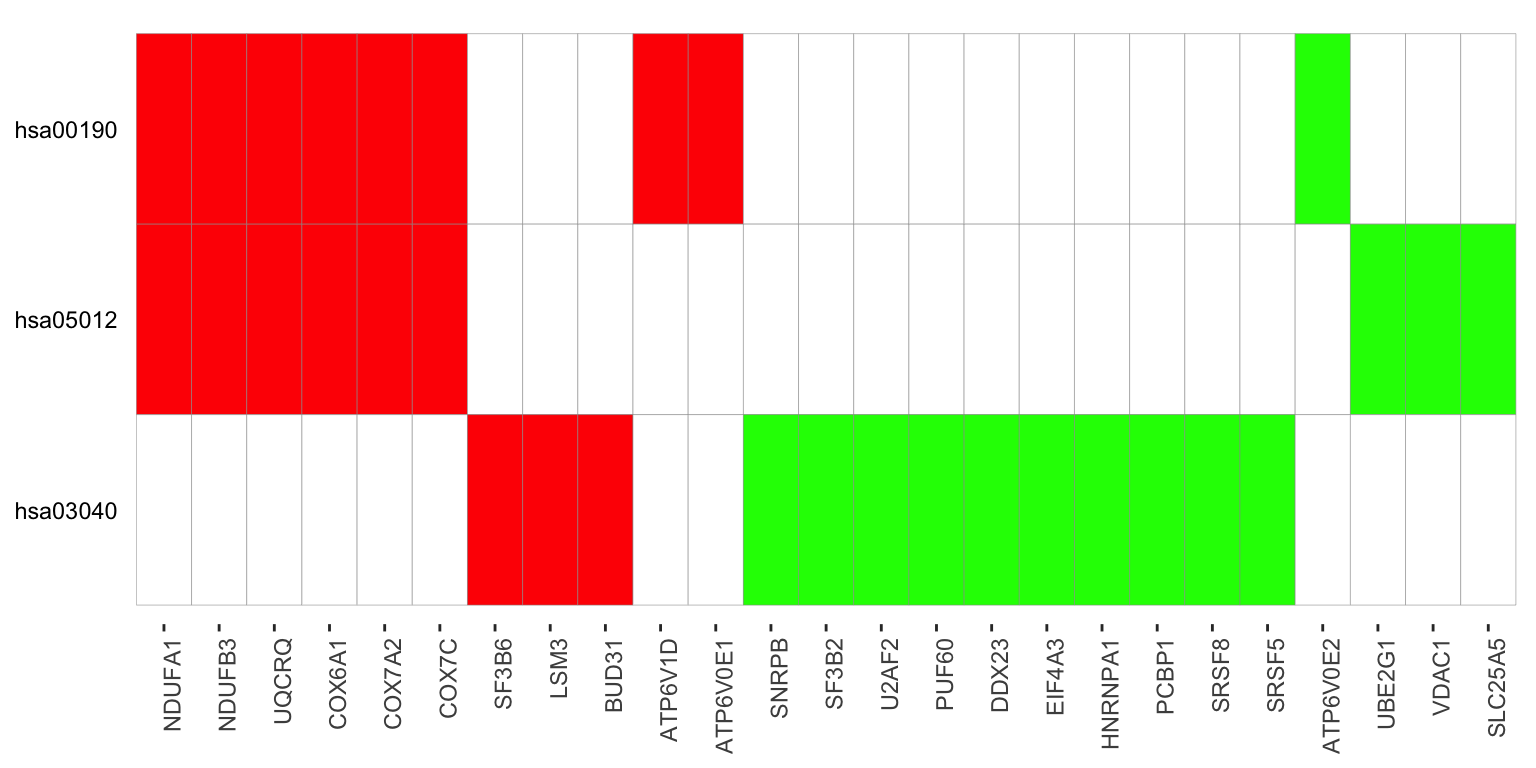 hsa00190
hsa05012
hsa03040
NDUFA1
NDUFB3
UQCRQ
COX6A1
COX7A2
COX7C
SF3B6
LSM3
BUD31
ATP6V1D
ATP6V0E1
SNRPB
SF3B2
U2AF2
PUF60
DDX23
EIF4A3
HNRNPA1
PCBP1
SRSF8
SRSF5
ATP6V0E2
UBE2G1
VDAC1
SLC25A5